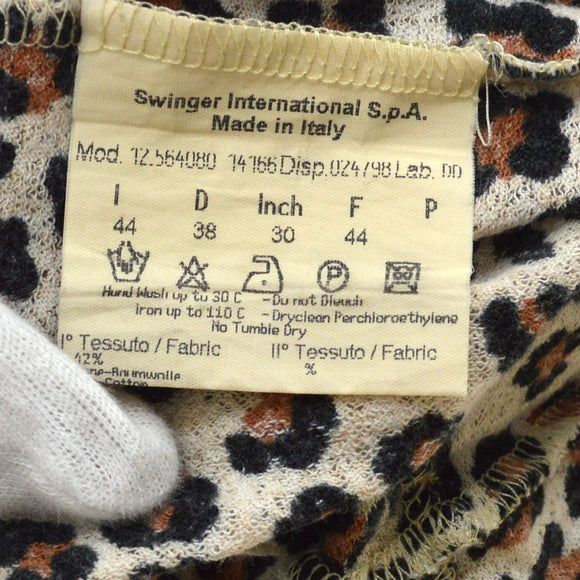 Swinger International S.p.A.
Made in Italy
Mod. 12.564080 14166 Disp.024798 Lab. DD
I D Inch F P
44 38 30 44
P
Hand Wash up to 30 C - Do not Bleach
Iron up to 110 C - Dryclean Perchloroethylene
No Tumble Dry
I° Tessuto / Fabric II° Tessuto / Fabric
42% %
ne-Baumwolle
Cotton